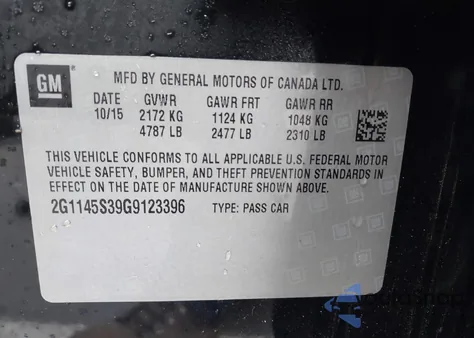 GM
MFD BY GENERAL MOTORS OF CANADA LTD.
DATE GVWR GAWR FRT GAWR RR
10/15 2172 KG 1124 KG 1048 KG
4787 LB 2477 LB 2310 LB
THIS VEHICLE CONFORMS TO ALL APPLICABLE U.S. FEDERAL MOTOR
VEHICLE SAFETY, BUMPER, AND THEFT PREVENTION STANDARDS IN
EFFECT ON THE DATE OF MANUFACTURE SHOWN ABOVE.
2G1145S39G9123396 TYPE: PASS CAR